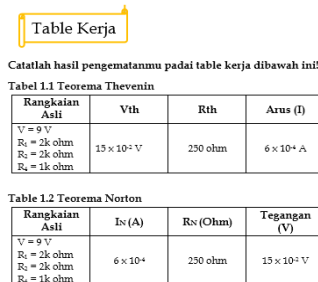 Table Kerja
Catatlah hasil pengematanmu padai table kerja dibawah ini!
Tabel 1.1 Teorema Thevenin
Rangkaian Asli Vth Rth Arus (I)
V = 9 V
R₁ = 2k ohm
R₂ = 2k ohm
R₄ = 1k ohm
15 x 10⁻² V 250 ohm 6 x 10⁻⁴ A
Table 1.2 Teorema Norton
Rangkaian Asli IN (A) RN (Ohm) Tegangan (V)
V = 9 V
R₁ = 2k ohm
R₂ = 2k ohm
R₄ = 1k ohm
6 x 10⁻⁴ 250 ohm 15 x 10⁻² V